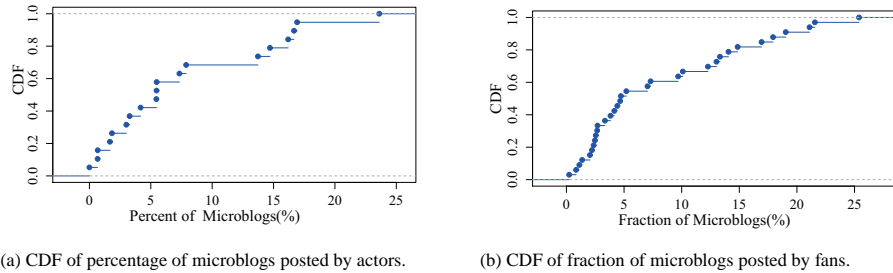 CDF
1.0
0.8
0.6
0.4
0.2
0.0
0 5 10 15 20 25
Percent of Microblogs(%)
(a) CDF of percentage of microblogs posted by actors.
CDF
1.0
0.8
0.6
0.4
0.2
0.0
0 5 10 15 20 25
Fraction of Microblogs(%)
(b) CDF of fraction of microblogs posted by fans.